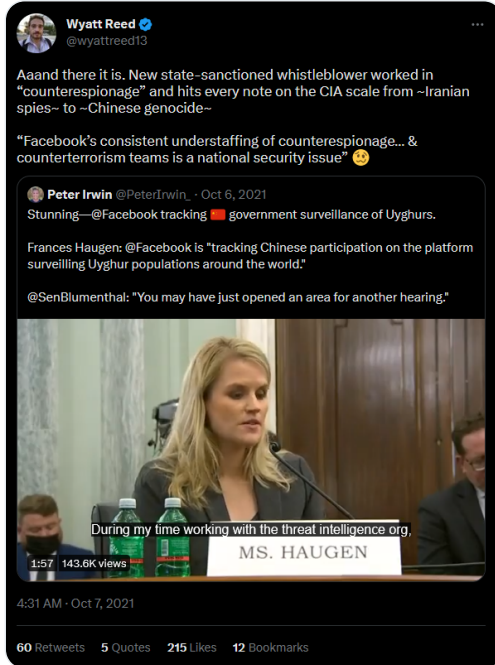 Wyatt Reed
@wyattreed13
Aaand there it is. New state-sanctioned whistleblower worked in
“counterespionage” and hits every note on the CIA scale from ~Iranian
spies~ to ~Chinese genocide~
“Facebook’s consistent understaffing of counterespionage... &
counterterrorism teams is a national security issue” 🥴
Peter Irwin @PeterIrwin_ · Oct 6, 2021
Stunning—@Facebook tracking 🇨🇳 government surveillance of Uyghurs.
Frances Haugen: @Facebook is "tracking Chinese participation on the platform
surveilling Uyghur populations around the world."
@SenBlumenthal: "You may have just opened an area for another hearing."
During my time working with the threat intelligence org,
MS. HAUGEN
1:57 143.6K views
4:31 AM · Oct 7, 2021
60 Retweets 5 Quotes 215 Likes 12 Bookmarks